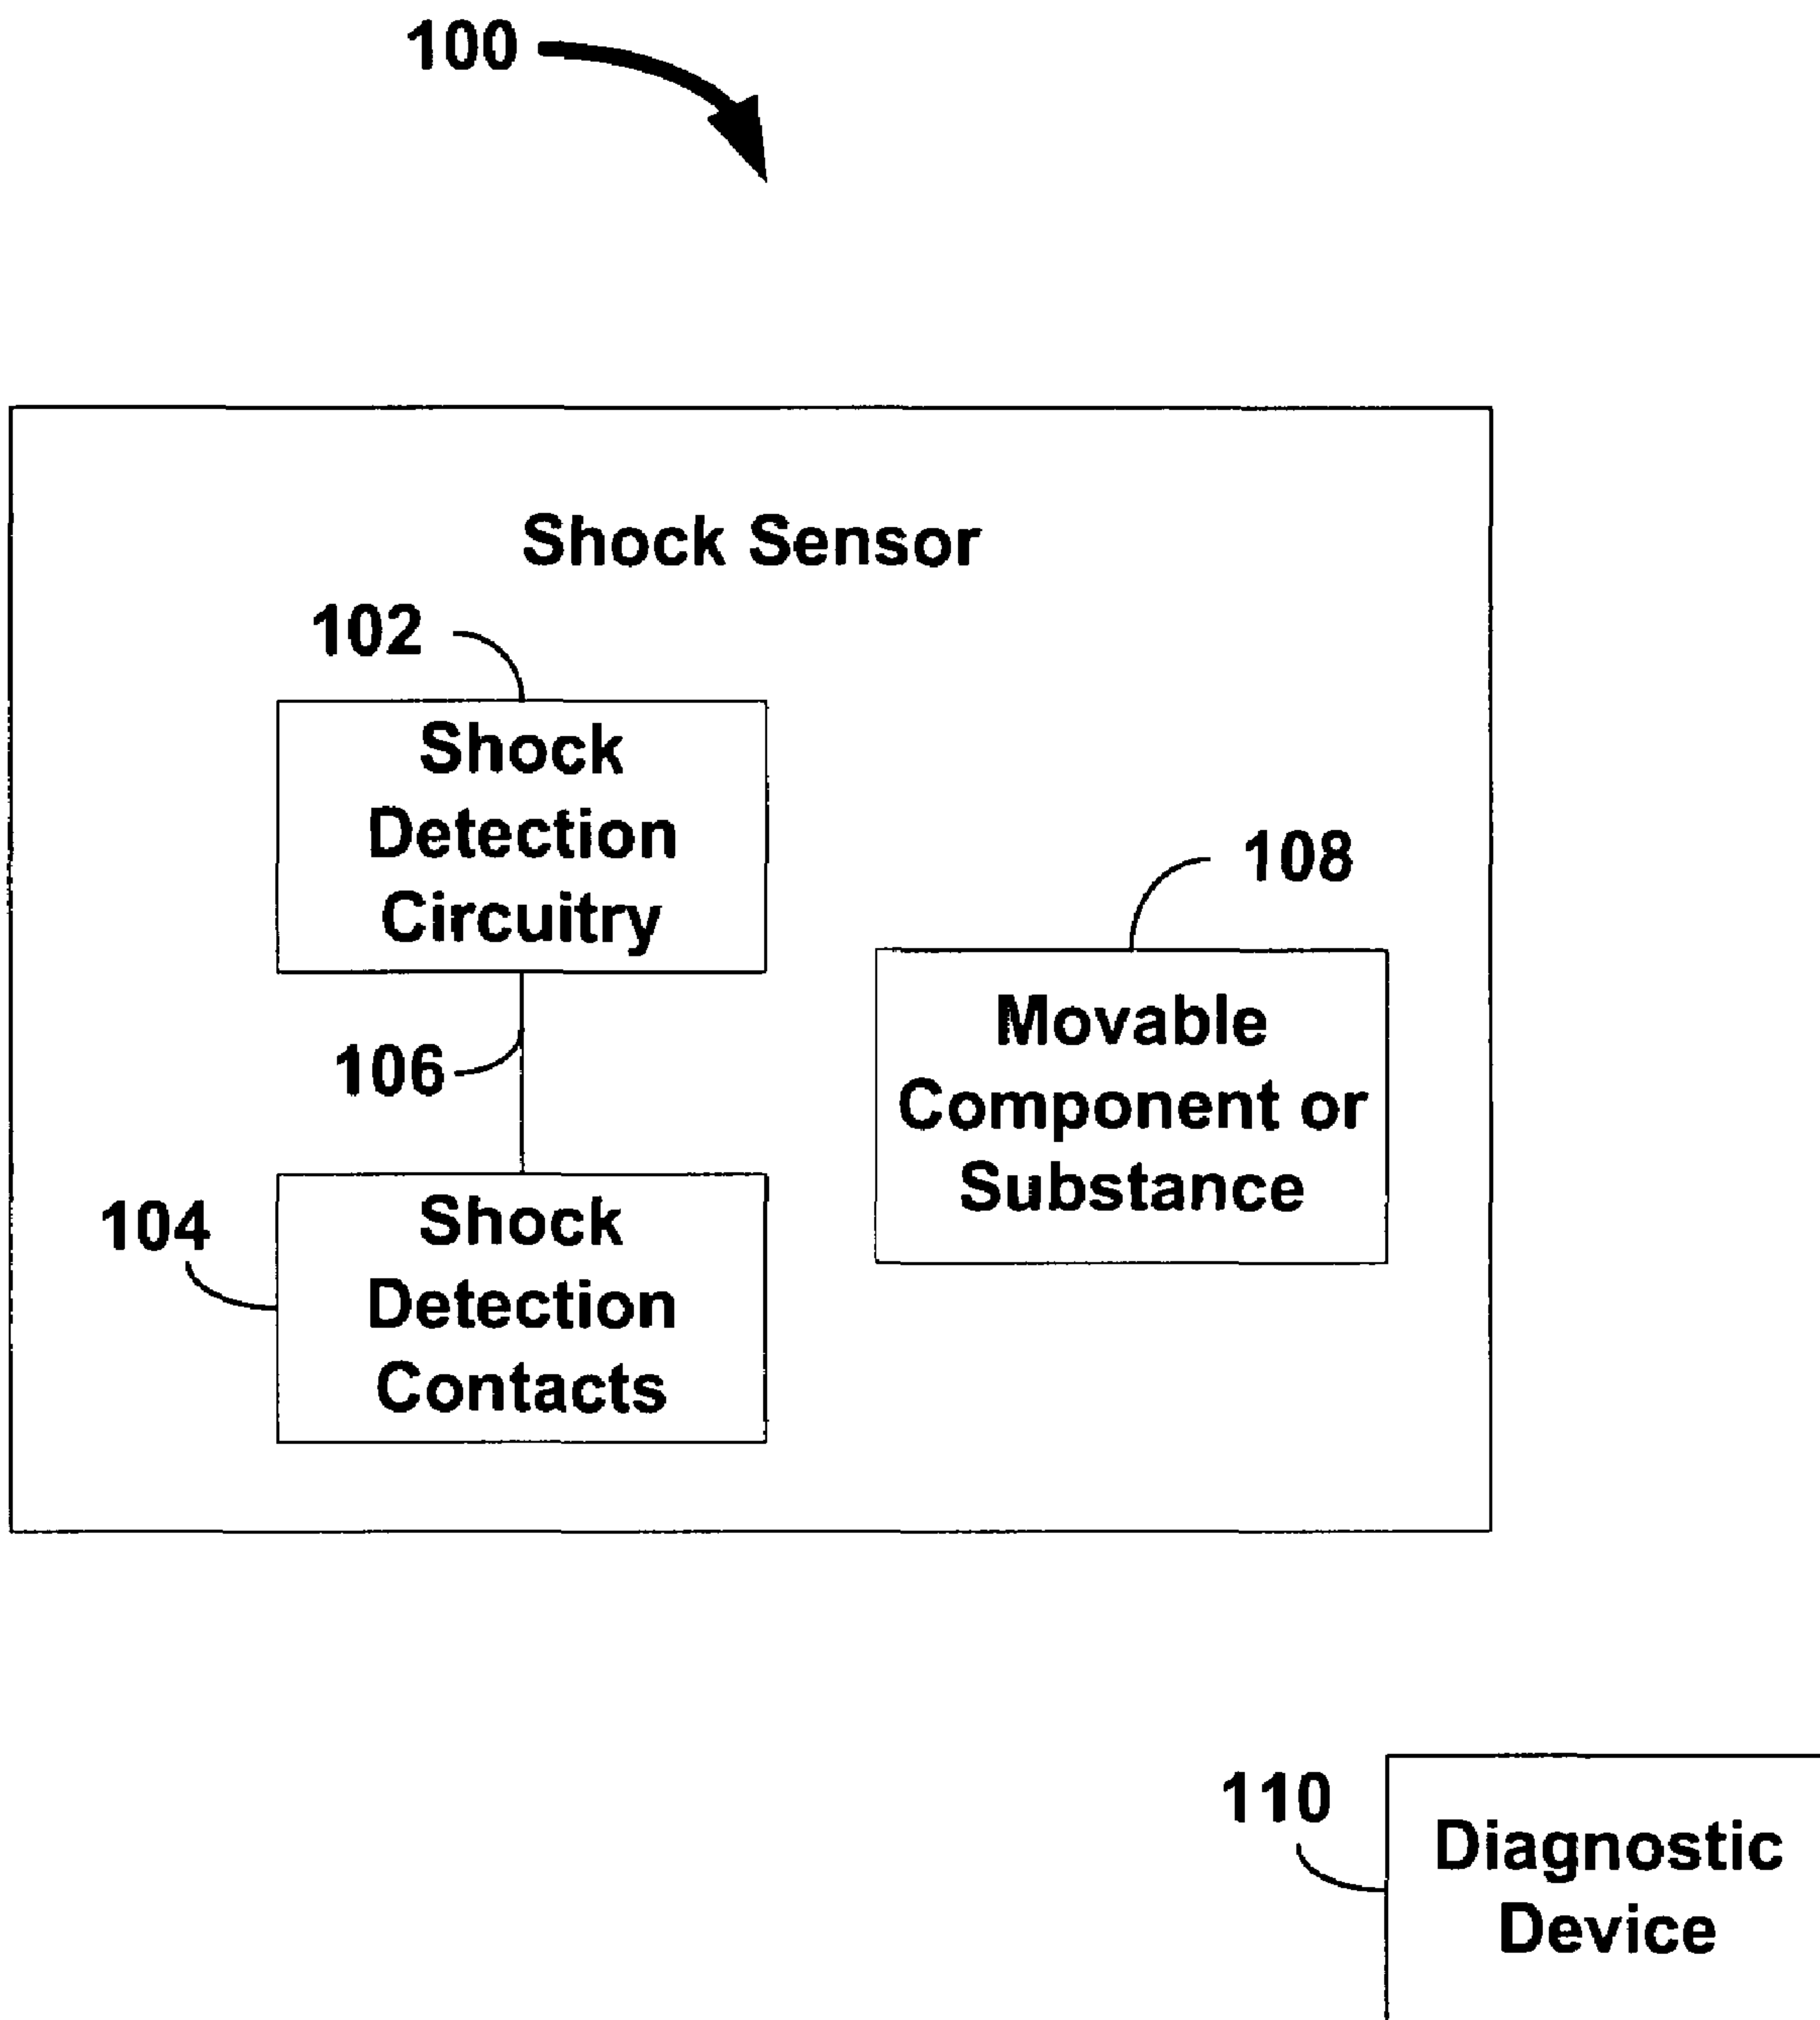 100
Shock Sensor
102
Shock
Detection
Circuitry
108
Movable
Component or
Substance
106
104
Shock
Detection
Contacts
110
Diagnostic
Device